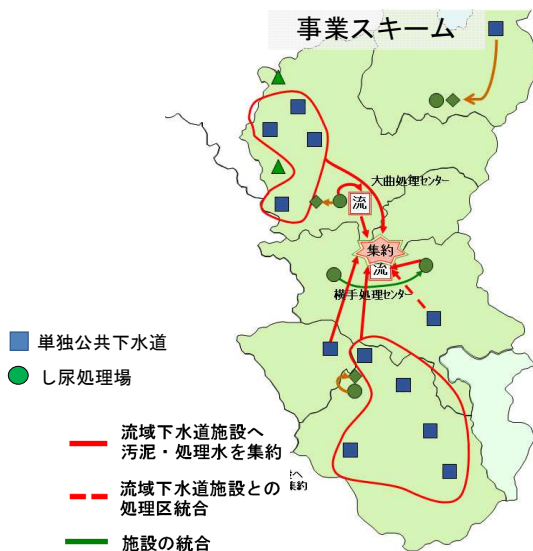 事業スキーム
大曲処理センター
流
集約
流
横手処理センター
単独公共下水道
し尿処理場
流域下水道施設へ
汚泥・処理水を集約
流域下水道施設との
処理区統合
へ
集約
施設の統合